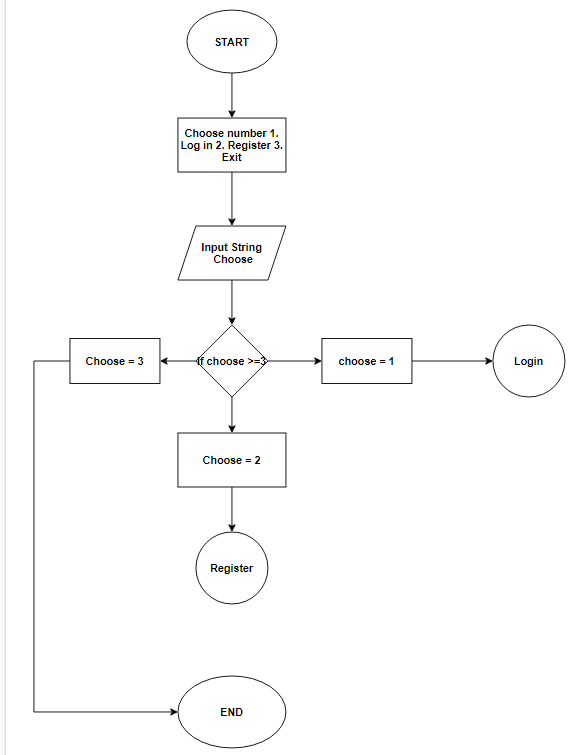 START
Choose number 1.
Log in 2. Register 3.
Exit
Input String
Choose
Choose = 3
If choose >=3
choose = 1
Login
Choose = 2
Register
END